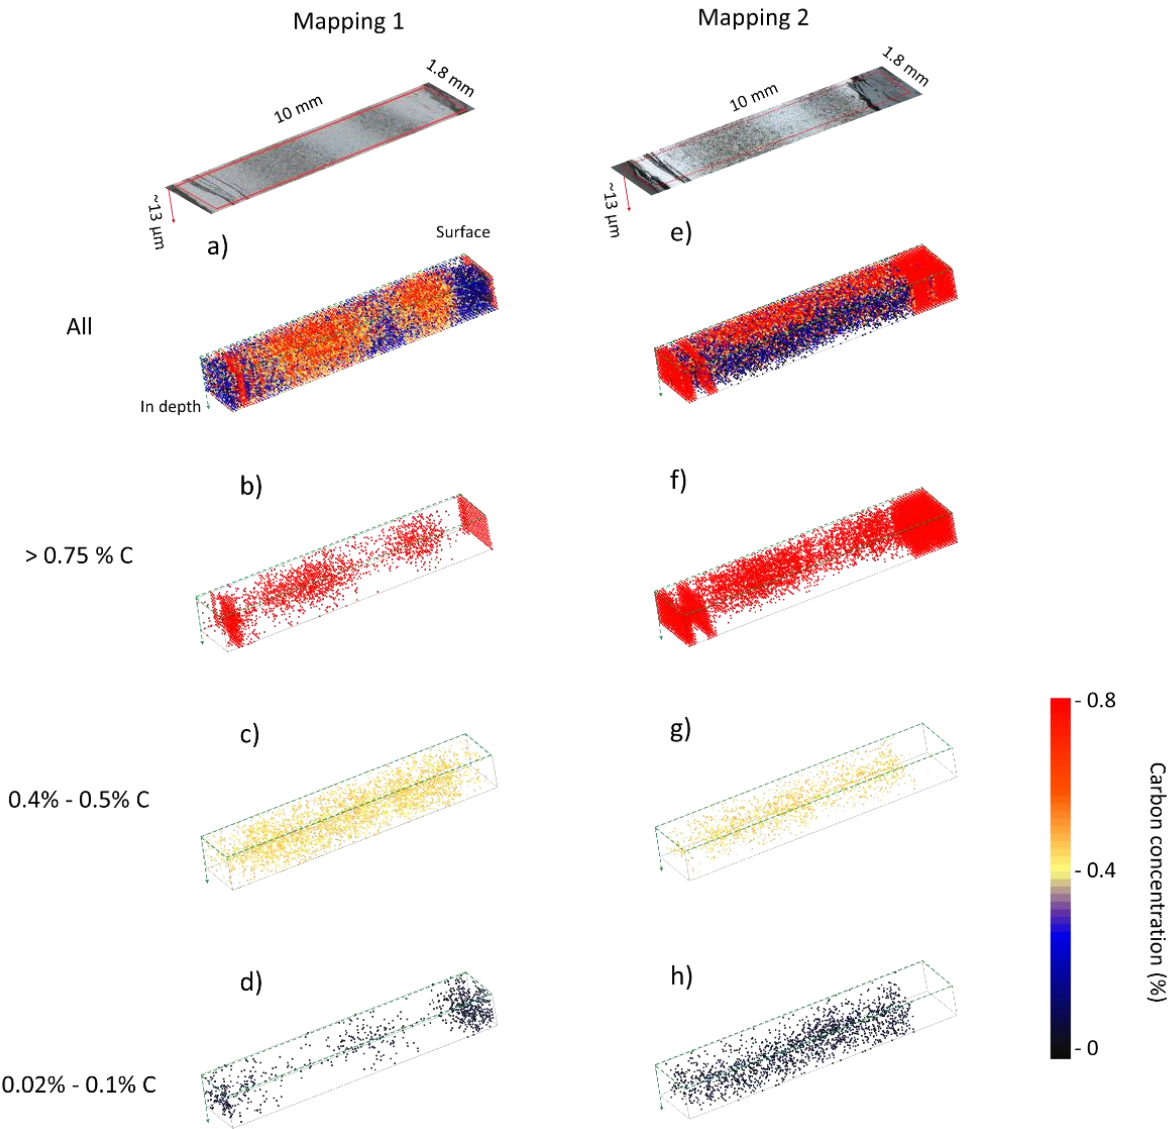 Mapping 1
Mapping 2
10 mm
1.8 mm
~13 µm
10 mm
1.8 mm
~13 µm
a)
Surface
e)
All
In depth
b)
f)
> 0.75 % C
c)
g)
0.4% - 0.5% C
d)
h)
0.02% - 0.1% C
- 0.8
- 0.4
- 0
Carbon concentration (%)